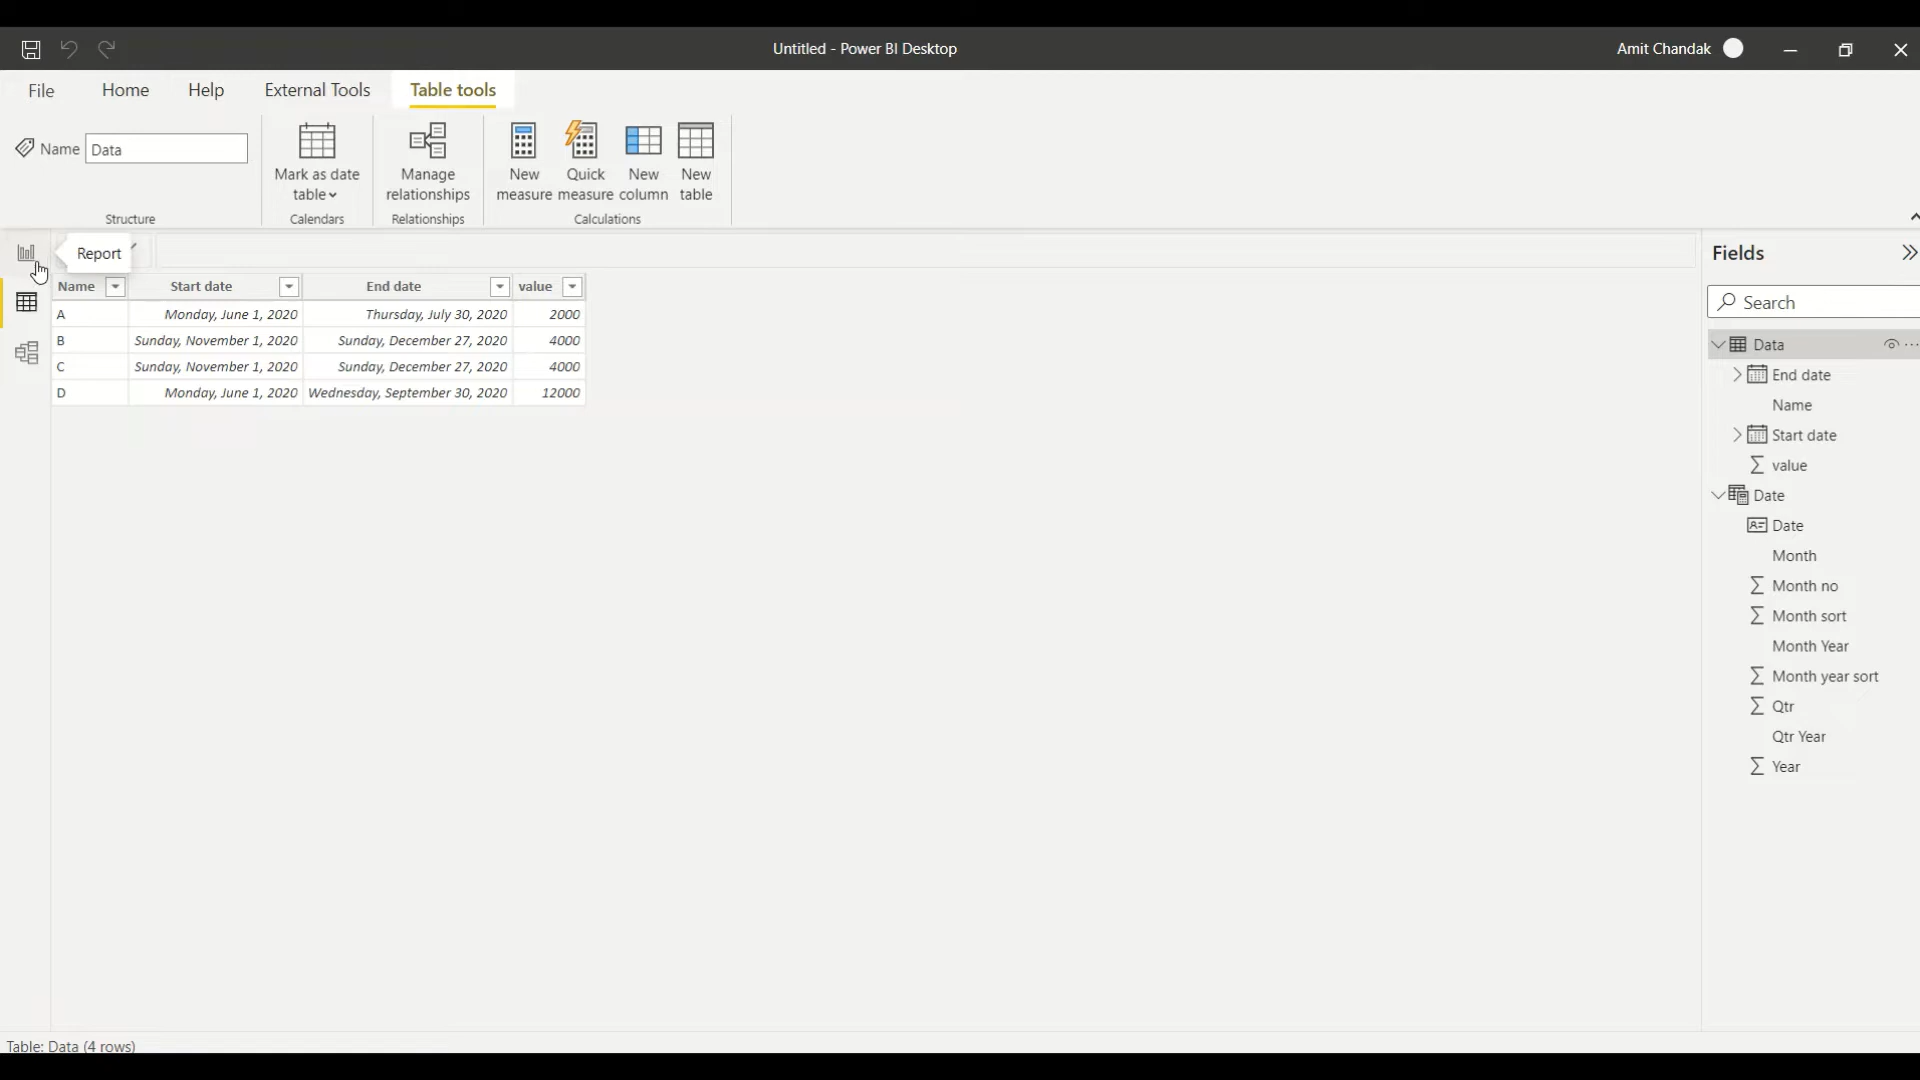 Untitled - Power BI Desktop
Amit Chandak
File Home Help External Tools Table tools
Name Data
Mark as date table
Manage relationships
New measure
Quick measure
New column
New table
Structure Calendars Relationships Calculations
Report
Fields
Search
Name Start date End date value
A Monday, June 1, 2020 Thursday, July 30, 2020 2000
B Sunday, November 1, 2020 Sunday, December 27, 2020 4000
C Sunday, November 1, 2020 Sunday, December 27, 2020 4000
D Monday, June 1, 2020 Wednesday, September 30, 2020 12000
Data
End date
Name
Start date
value
Date
Date
Month
Month no
Month sort
Month Year
Month year sort
Qtr
Qtr Year
Year
Table: Data (4 rows)